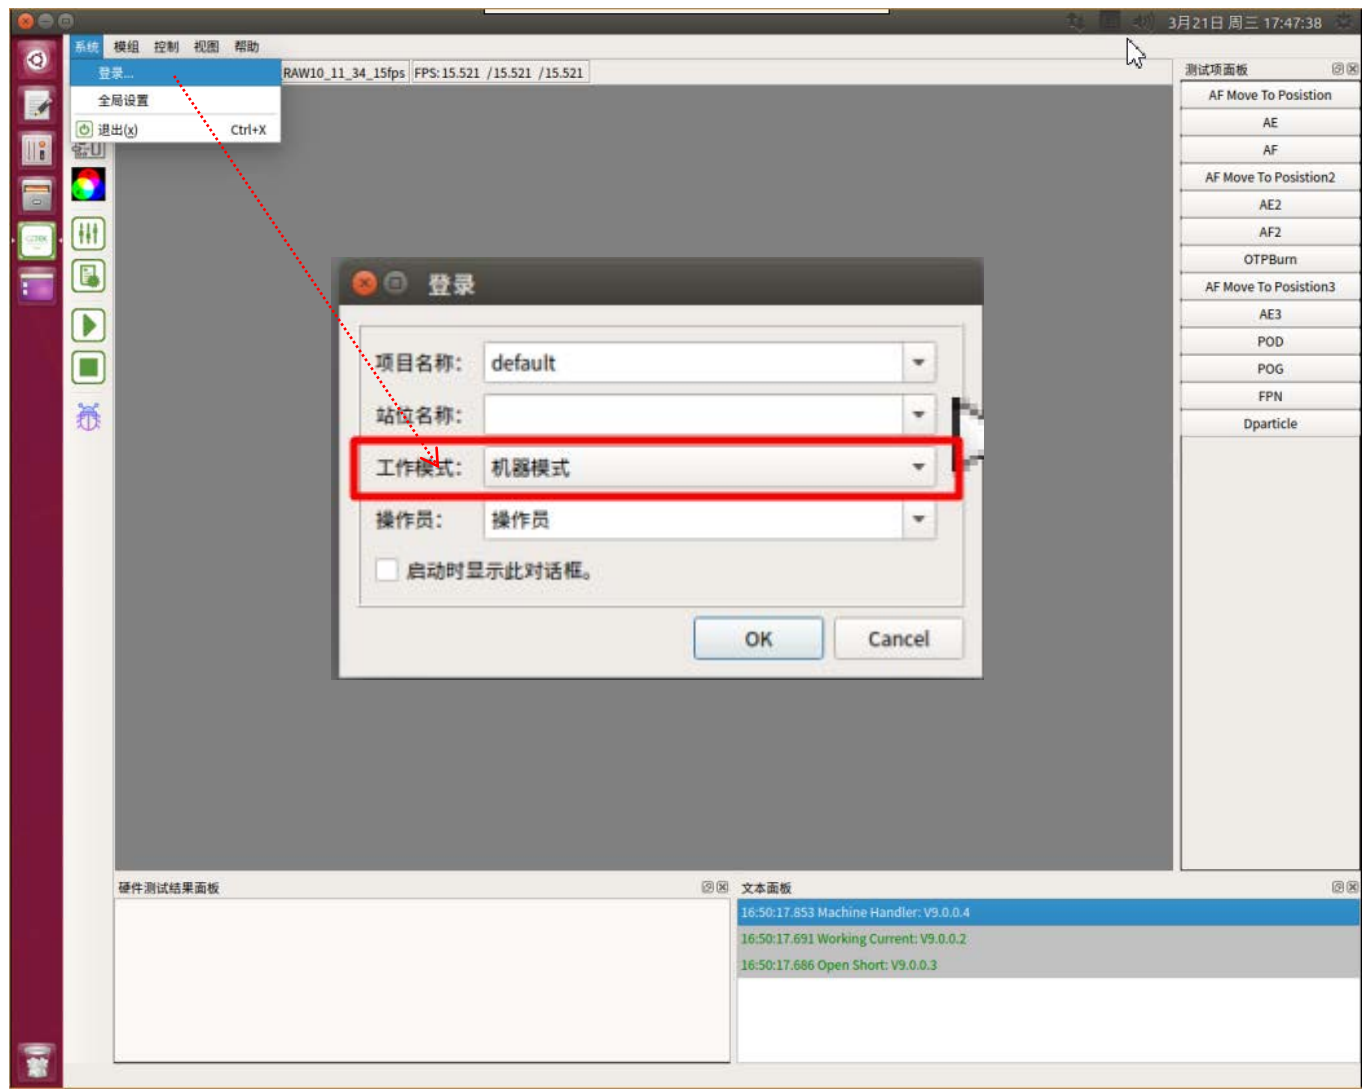 3月21日 周三 17:47:38
系统 模组 控制 视图 帮助
登录...
RAW10_11_34_15fps FPS: 15.521 /15.521 /15.521
全局设置
退出(x) Ctrl+X
测试项面板
AF Move To Posistion
AE
AF
AF Move To Posistion2
AE2
AF2
OTPBurn
AF Move To Posistion3
AE3
POD
POG
FPN
Dparticle
登录
项目名称： default
站位名称：
工作模式： 机器模式
操作员： 操作员
启动时显示此对话框。
OK Cancel
硬件测试结果面板
文本面板
16:50:17.853 Machine Handler: V9.0.0.4
16:50:17.691 Working Current: V9.0.0.2
16:50:17.686 Open Short: V9.0.0.3